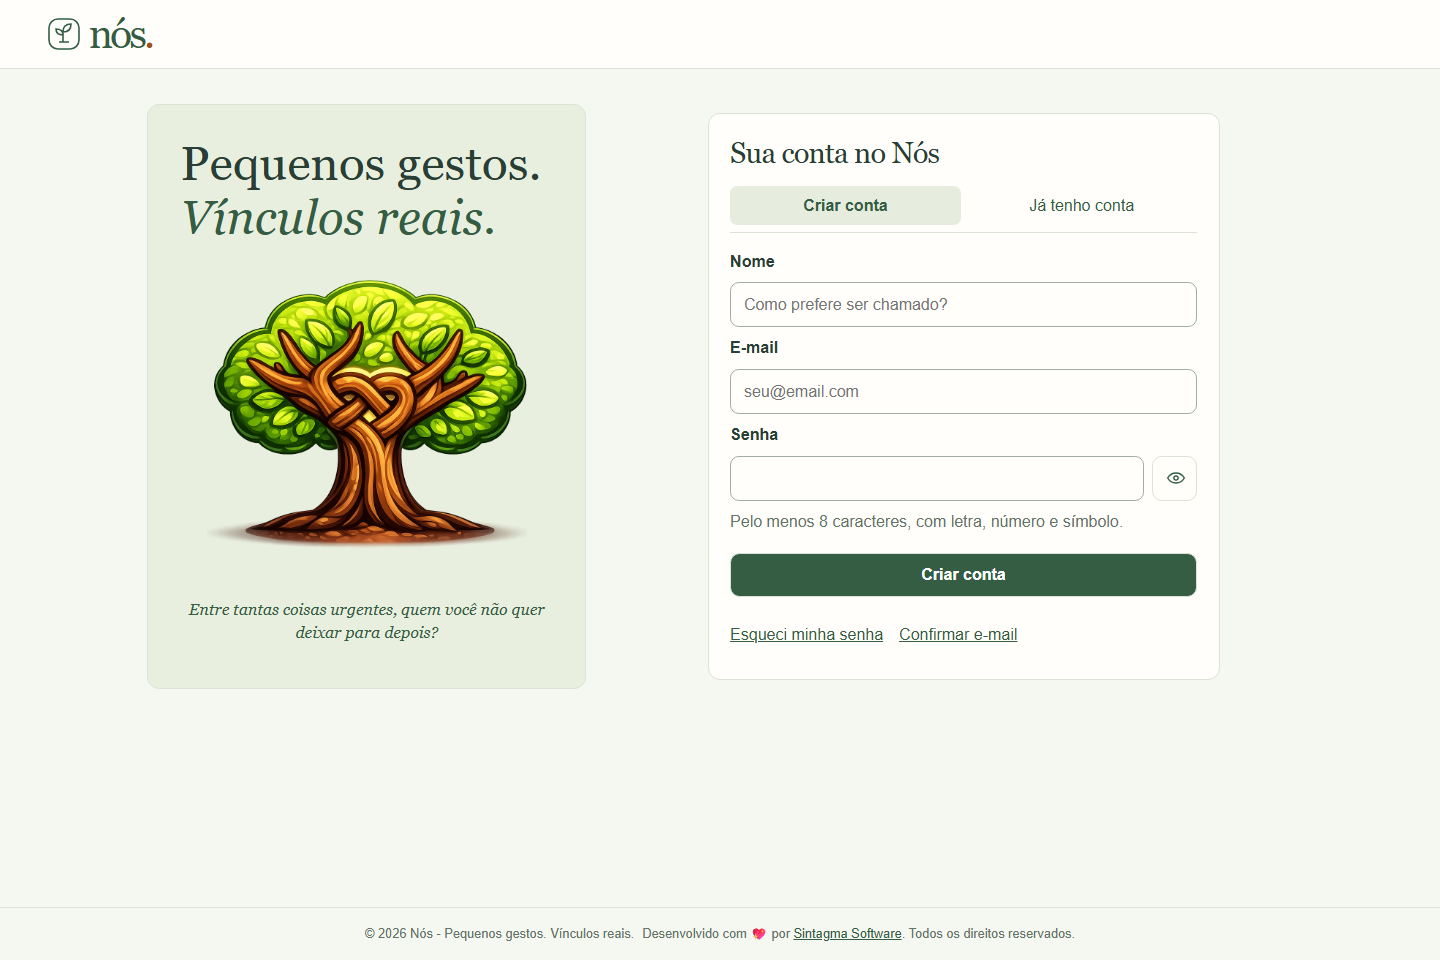 nós.
Pequenos gestos.
Vínculos reais.
Entre tantas coisas urgentes, quem você não quer
deixar para depois?
Sua conta no Nós
Criar conta
Já tenho conta
Nome
Como prefere ser chamado?
E-mail
seu@email.com
Senha
Pelo menos 8 caracteres, com letra, número e símbolo.
Criar conta
Esqueci minha senha
Confirmar e-mail
© 2026 Nós - Pequenos gestos. Vínculos reais. Desenvolvido com 💖 por Sintagma Software. Todos os direitos reservados.